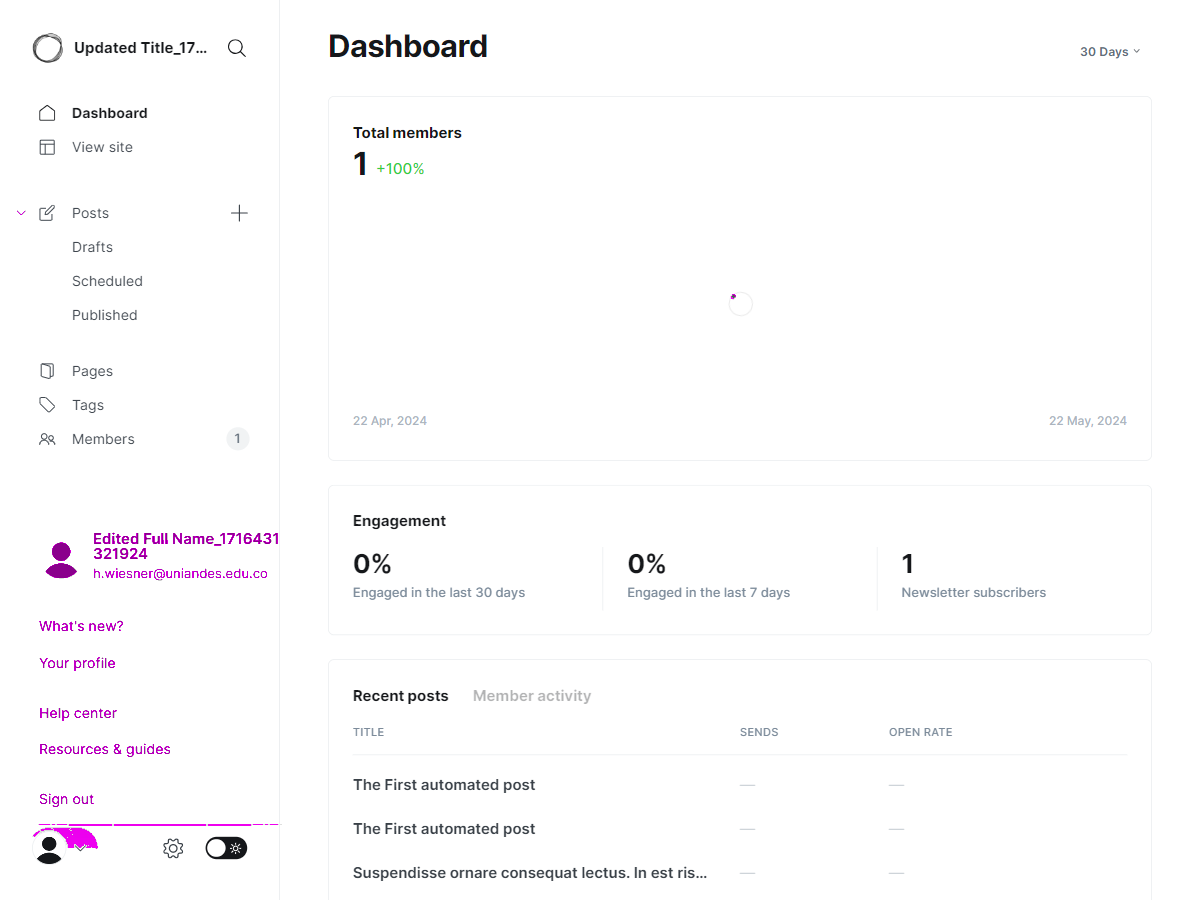 Updated Title_17...
Dashboard
View site
Posts
Drafts
Scheduled
Published
Pages
Tags
Members 1
Edited Full Name_1716431
321924
h.wiesner@uniandes.edu.co
What's new?
Your profile
Help center
Resources & guides
Sign out
Dashboard
30 Days
Total members
1 +100%
22 Apr, 2024 22 May, 2024
Engagement
0% 0% 1
Engaged in the last 30 days Engaged in the last 7 days Newsletter subscribers
Recent posts Member activity
TITLE SENDS OPEN RATE
The First automated post — —
The First automated post — —
Suspendisse ornare consequat lectus. In est ris... — —